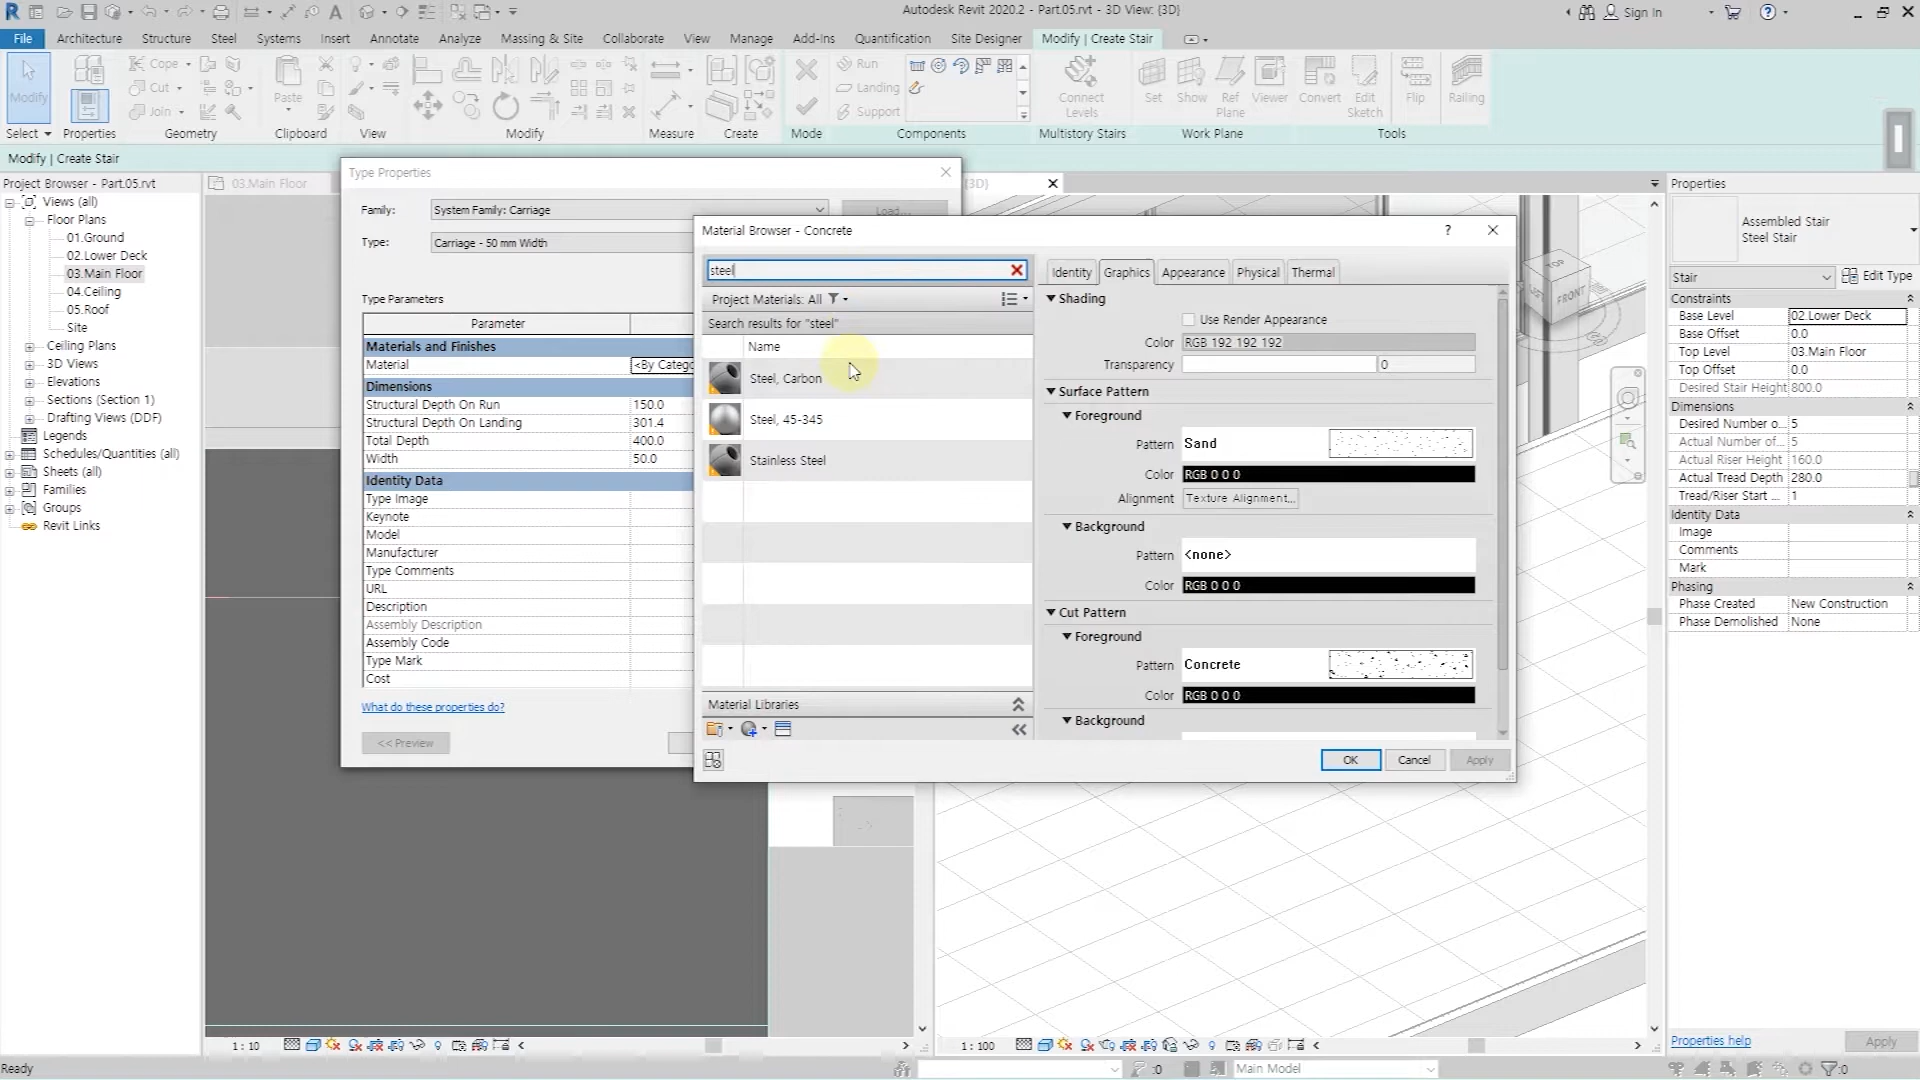 Autodesk Revit 2020.2 - Part.05.rvt - 3D View: {3D}
Sign In
File Architecture Structure Steel Systems Insert Annotate Analyze Massing & Site Collaborate View Manage Add-Ins Quantification Site Designer Modify | Create Stair
Modify
Cope
Cut
Join
Paste
Run
Landing
Support
Connect Levels
Set Show Ref Plane Viewer Convert Edit Sketch Flip Railing
Select Properties Geometry Clipboard View Modify Measure Create Mode Components Multistory Stairs Work Plane Tools
Modify | Create Stair
Project Browser - Part.05.rvt
Views (all)
Floor Plans
01.Ground
02.Lower Deck
03.Main Floor
04.Ceiling
05.Roof
Site
Ceiling Plans
3D Views
Elevations
Sections (Section 1)
Drafting Views (DDF)
Legends
Schedules/Quantities (all)
Sheets (all)
Families
Groups
Revit Links
03.Main Floor
Type Properties
Family: System Family: Carriage Load...
Type: Carriage - 50 mm Width
Type Parameters
Parameter
Materials and Finishes
Material <By Catego
Dimensions
Structural Depth On Run 150.0
Structural Depth On Landing 301.4
Total Depth 400.0
Width 50.0
Identity Data
Type Image
Keynote
Model
Manufacturer
Type Comments
URL
Description
Assembly Description
Assembly Code
Type Mark
Cost
What do these properties do?
<< Preview
Material Browser - Concrete
?
steel
Project Materials: All
Search results for "steel"
Name
Steel, Carbon
Steel, 45-345
Stainless Steel
Material Libraries
Identity Graphics Appearance Physical Thermal
Shading
Use Render Appearance
Color RGB 192 192 192
Transparency 0
Surface Pattern
Foreground
Pattern Sand
Color RGB 0 0 0
Alignment Texture Alignment...
Background
Pattern <none>
Color RGB 0 0 0
Cut Pattern
Foreground
Pattern Concrete
Color RGB 0 0 0
Background
OK Cancel Apply
TOP
FRONT
Properties
Assembled Stair
Steel Stair
Stair Edit Type
Constraints
Base Level 02.Lower Deck
Base Offset 0.0
Top Level 03.Main Floor
Top Offset 0.0
Desired Stair Height 800.0
Dimensions
Desired Number o... 5
Actual Number of... 5
Actual Riser Height 160.0
Actual Tread Depth 280.0
Tread/Riser Start ... 1
Identity Data
Image
Comments
Mark
Phasing
Phase Created New Construction
Phase Demolished None
Properties help Apply
1 : 10
1 : 100
Ready
:0
Main Model
:0